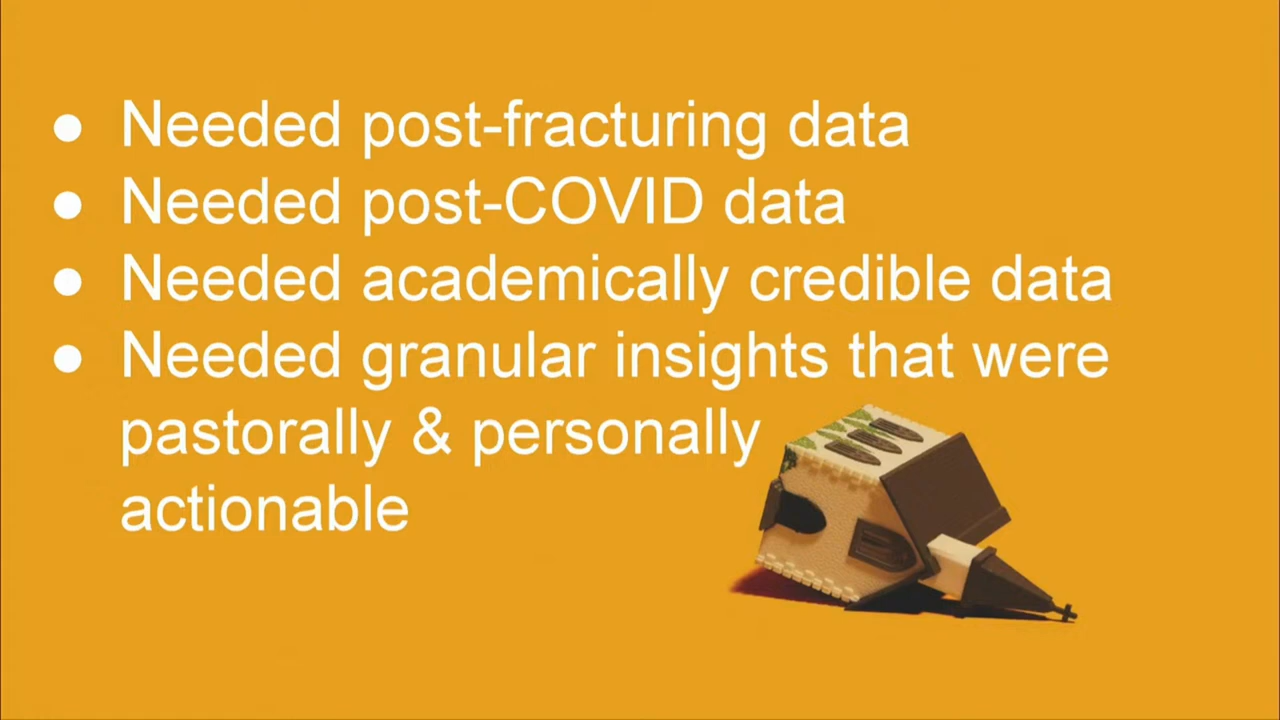 ● Needed post-fracturing data
● Needed post-COVID data
● Needed academically credible data
● Needed granular insights that were
pastorally & personally
actionable